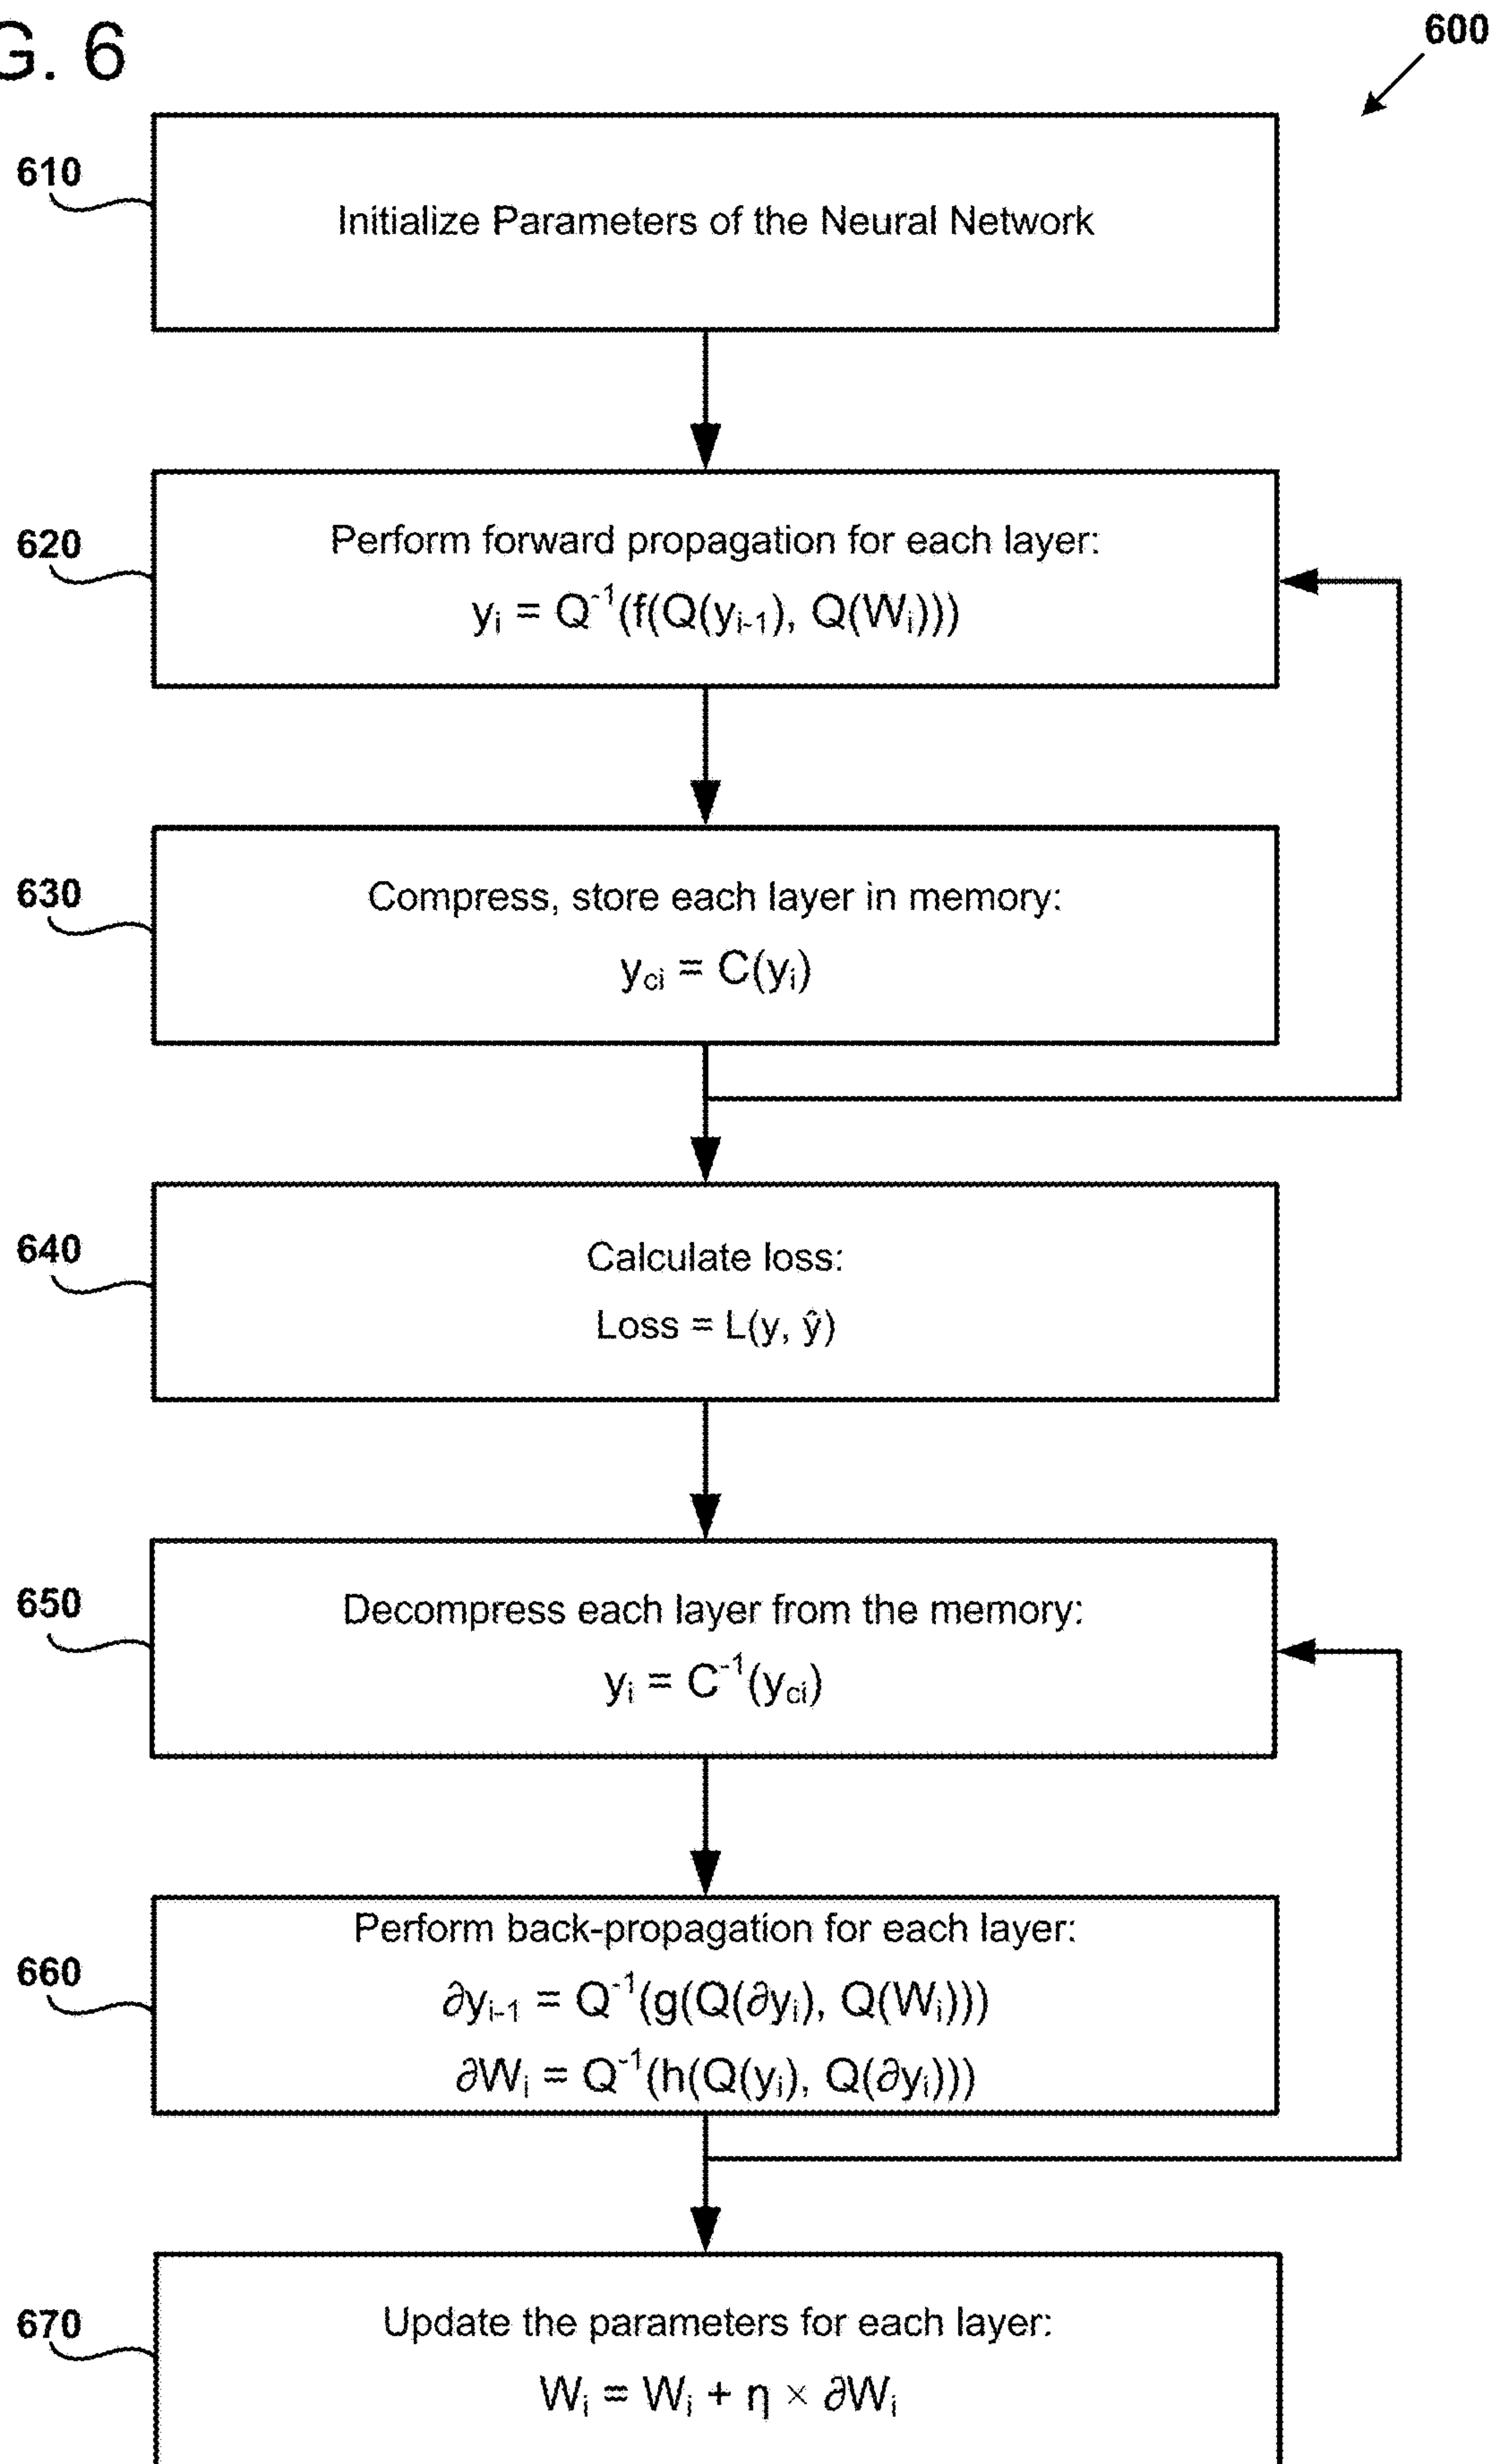 G. 6
600
610
Initialize Parameters of the Neural Network
620
Perform forward propagation for each layer:
yᵢ = Q⁻¹(f(Q(yᵢ₋₁), Q(Wᵢ)))
630
Compress, store each layer in memory:
y_ci = C(yᵢ)
640
Calculate loss:
Loss = L(y, ŷ)
650
Decompress each layer from the memory:
yᵢ = C⁻¹(y_ci)
660
Perform back-propagation for each layer:
∂yᵢ₋₁ = Q⁻¹(g(Q(∂yᵢ), Q(Wᵢ)))
∂Wᵢ = Q⁻¹(h(Q(yᵢ), Q(∂yᵢ)))
670
Update the parameters for each layer:
Wᵢ = Wᵢ + η × ∂Wᵢ